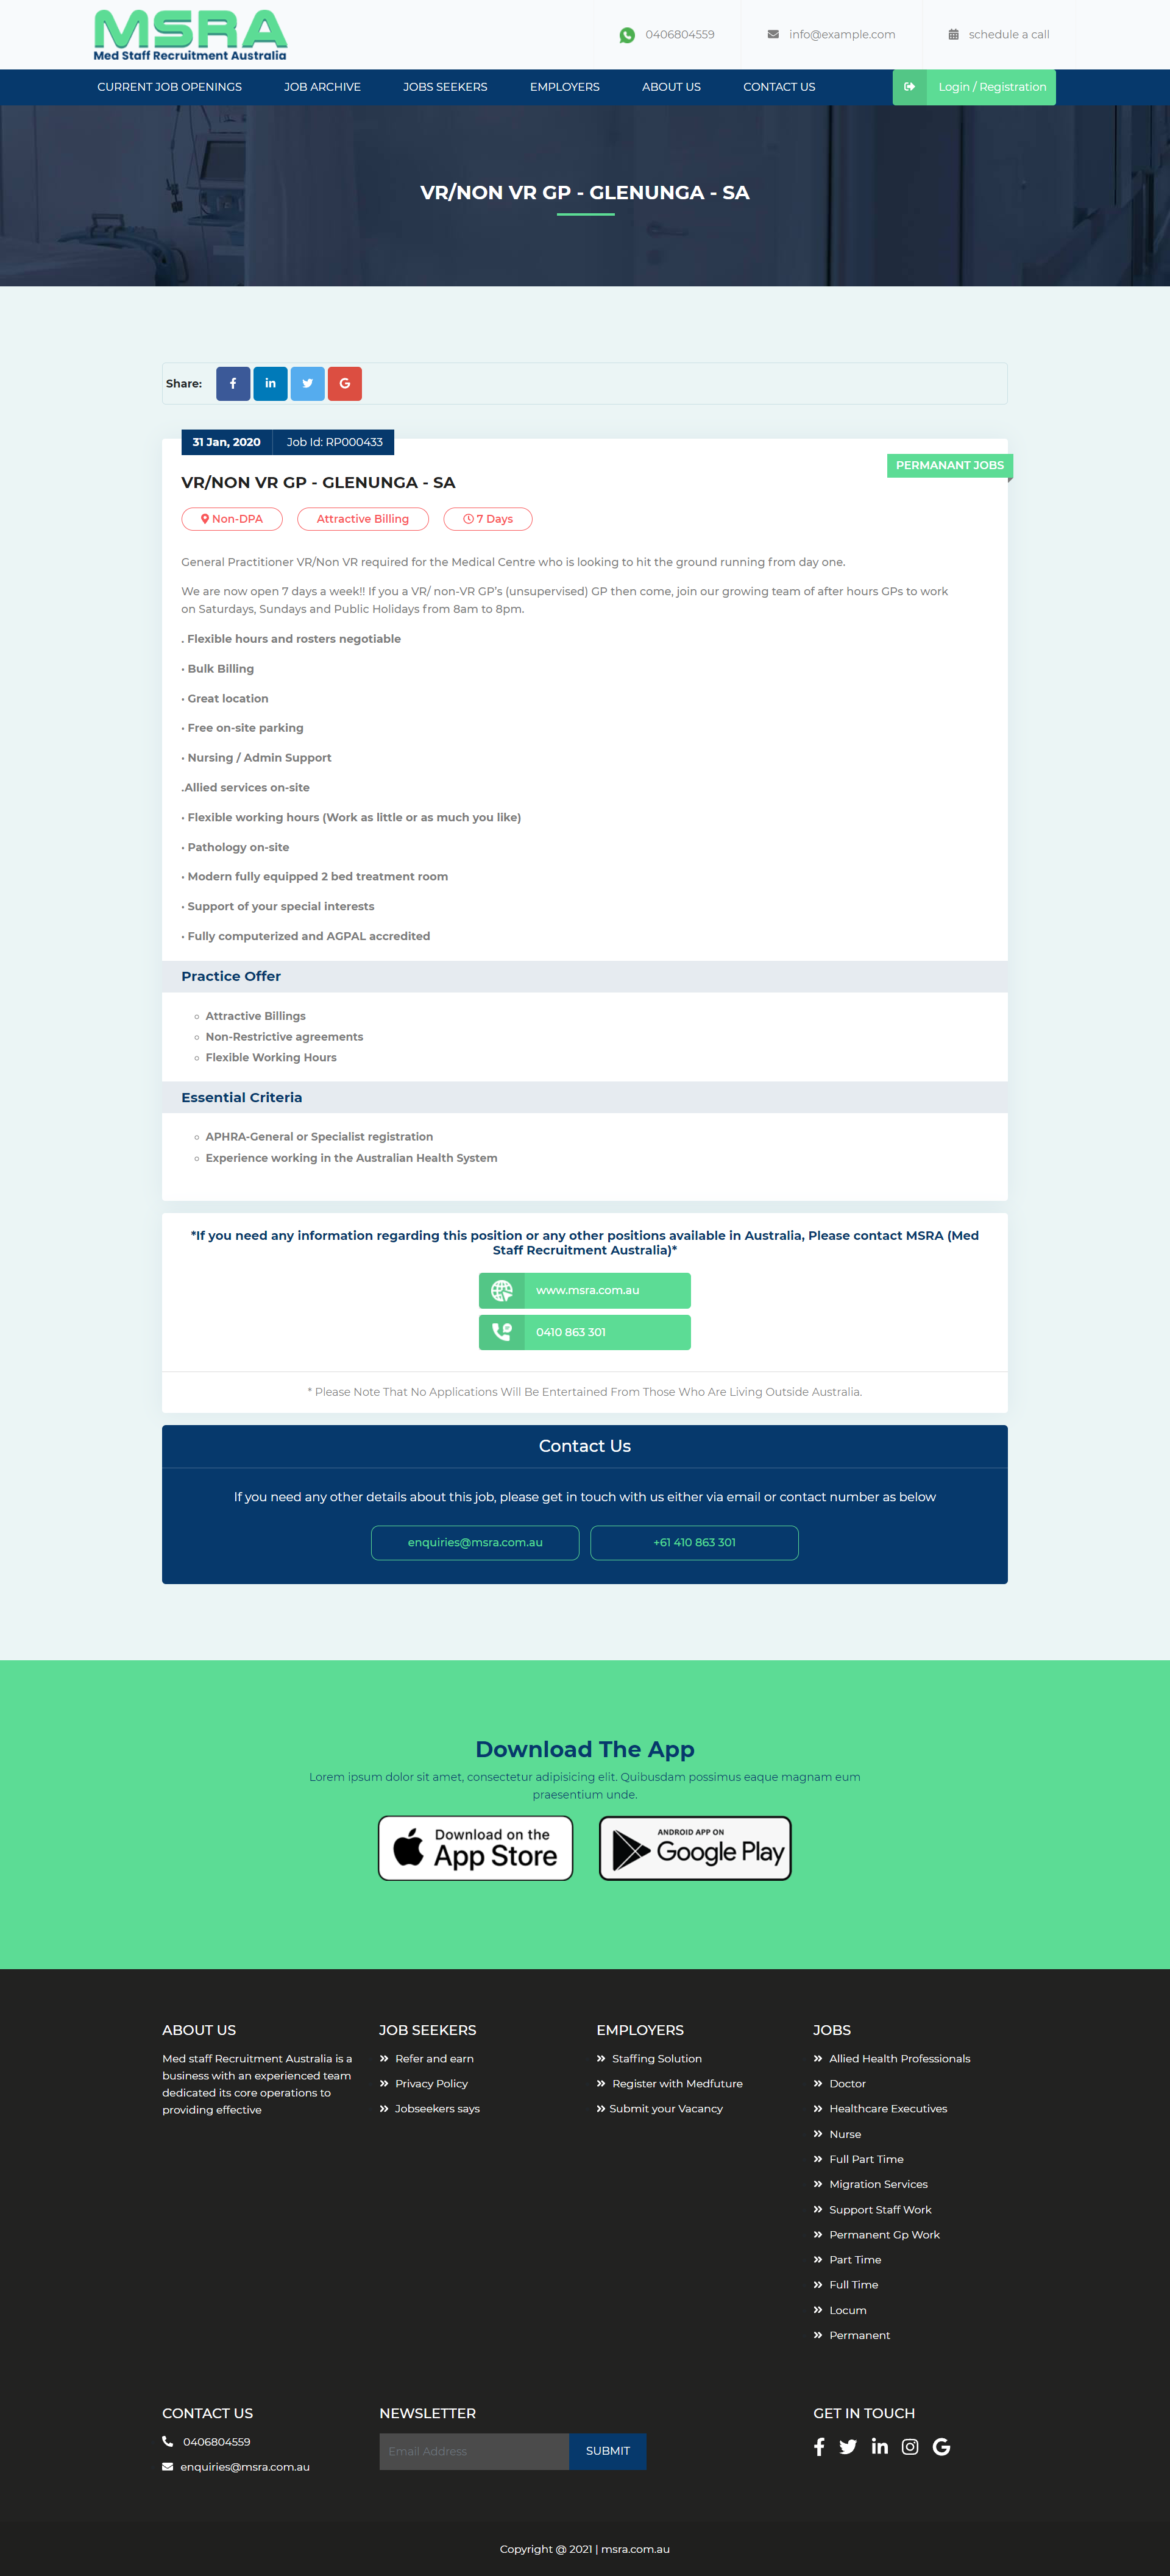 MSRA
Med Staff Recruitment Australia
0406804559
info@example.com
schedule a call
CURRENT JOB OPENINGS
JOB ARCHIVE
JOBS SEEKERS
EMPLOYERS
ABOUT US
CONTACT US
Login / Registration
VR/NON VR GP - GLENUNGA - SA
Share:
31 Jan, 2020
Job Id: RP000433
PERMANANT JOBS
VR/NON VR GP - GLENUNGA - SA
Non-DPA
Attractive Billing
7 Days
General Practitioner VR/Non VR required for the Medical Centre who is looking to hit the ground running from day one.
We are now open 7 days a week!! If you a VR/ non-VR GP's (unsupervised) GP then come, join our growing team of after hours GPs to work
on Saturdays, Sundays and Public Holidays from 8am to 8pm.
. Flexible hours and rosters negotiable
• Bulk Billing
• Great location
• Free on-site parking
• Nursing / Admin Support
.Allied services on-site
• Flexible working hours (Work as little or as much you like)
• Pathology on-site
• Modern fully equipped 2 bed treatment room
• Support of your special interests
• Fully computerized and AGPAL accredited
Practice Offer
Attractive Billings
Non-Restrictive agreements
Flexible Working Hours
Essential Criteria
APHRA-General or Specialist registration
Experience working in the Australian Health System
*If you need any information regarding this position or any other positions available in Australia, Please contact MSRA (Med
Staff Recruitment Australia)*
www.msra.com.au
0410 863 301
* Please Note That No Applications Will Be Entertained From Those Who Are Living Outside Australia.
Contact Us
If you need any other details about this job, please get in touch with us either via email or contact number as below
enquiries@msra.com.au
+61 410 863 301
Download The App
Lorem ipsum dolor sit amet, consectetur adipisicing elit. Quibusdam possimus eaque magnam eum
praesentium unde.
Download on the
App Store
ANDROID APP ON
Google Play
ABOUT US
Med staff Recruitment Australia is a
business with an experienced team
dedicated its core operations to
providing effective
JOB SEEKERS
Refer and earn
Privacy Policy
Jobseekers says
EMPLOYERS
Staffing Solution
Register with Medfuture
Submit your Vacancy
JOBS
Allied Health Professionals
Doctor
Healthcare Executives
Nurse
Full Part Time
Migration Services
Support Staff Work
Permanent Gp Work
Part Time
Full Time
Locum
Permanent
CONTACT US
0406804559
enquiries@msra.com.au
NEWSLETTER
Email Address
SUBMIT
GET IN TOUCH
Copyright @ 2021 | msra.com.au